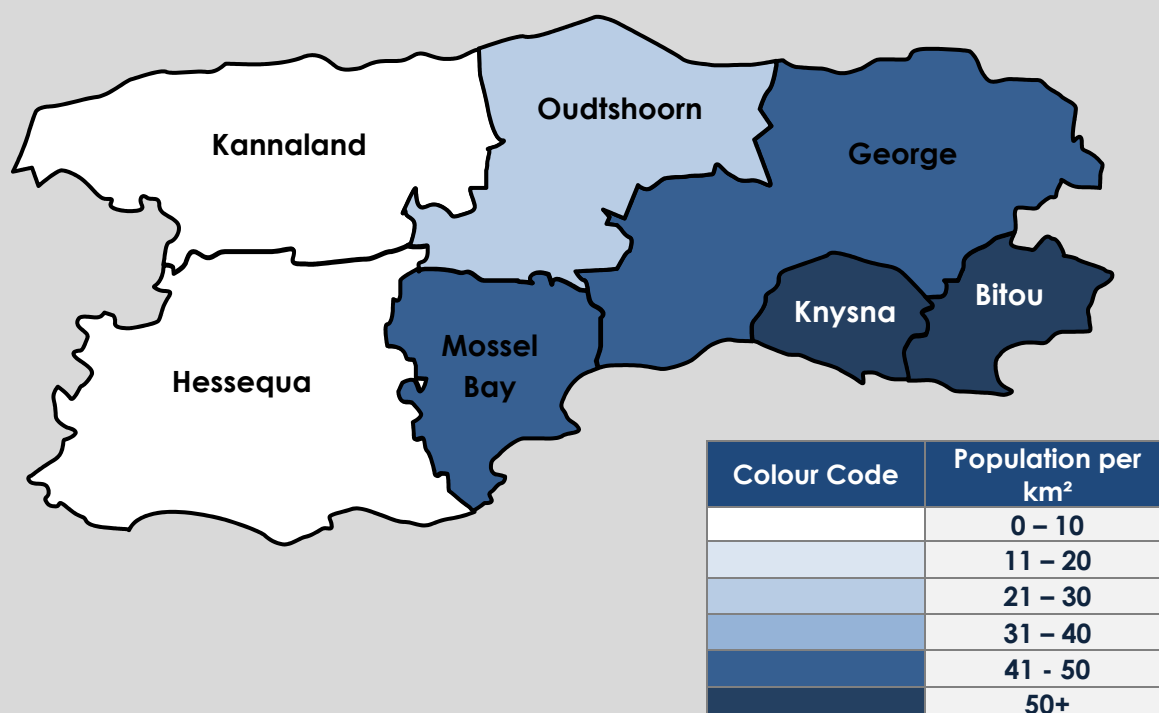 Oudtshoorn
Kannaland
George
Bitou
Knysna
Mossel
Bay
Hessequa
Colour Code
Population per
km²
0 – 10
11 – 20
21 – 30
31 – 40
41 - 50
50+